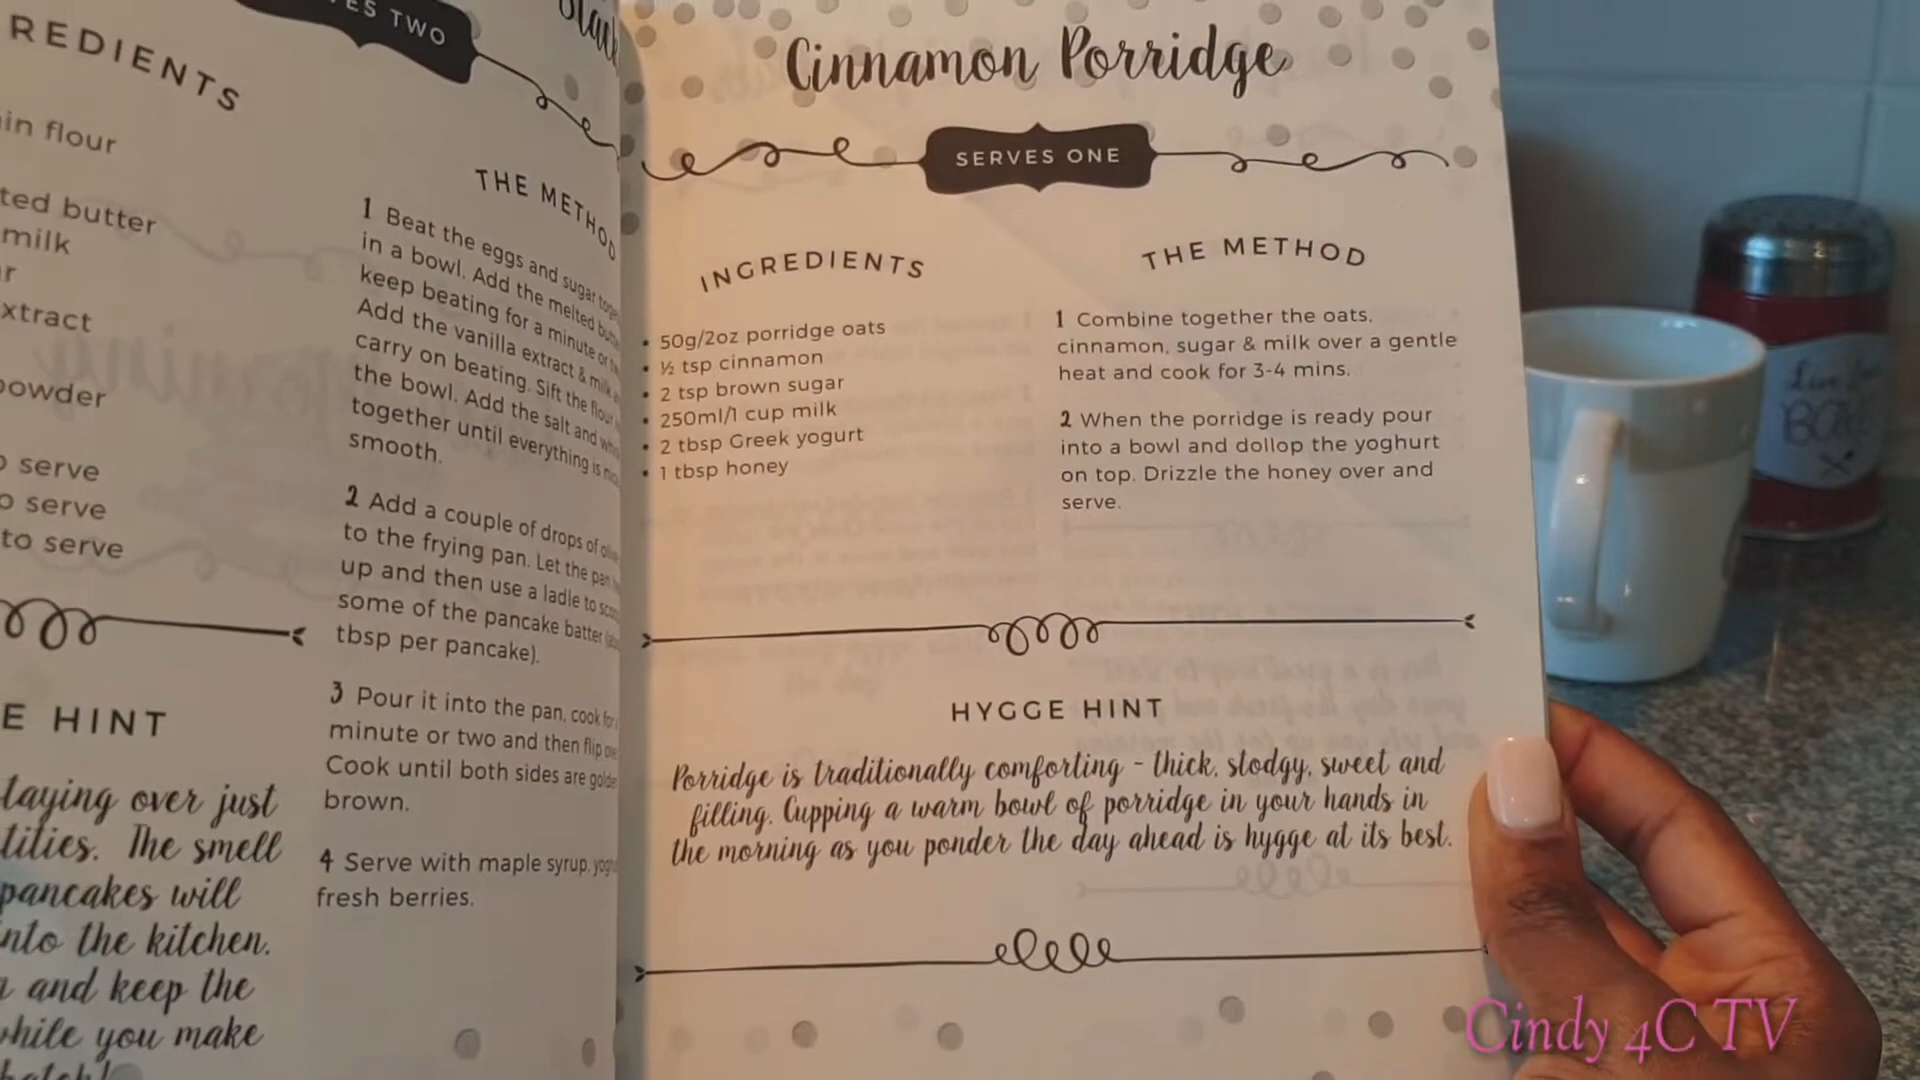 ES TWO
REDIENTS
in flour
ted butter
milk
r
xtract
powder
o serve
o serve
to serve
E HINT
laying over just
tities. The smell
pancakes will
nto the kitchen.
and keep the
while you make
batch!
THE METHOD
1 Beat the eggs and sugar
in a bowl. Add the melted
keep beating for a minute or
Add the vanilla extract & milk
carry on beating. Sift the flour
the bowl. Add the salt and
together until everything is
smooth.
2 Add a couple of drops of
to the frying pan. Let the pan
up and then use a ladle to
some of the pancake batter
tbsp per pancake).
3 Pour it into the pan, cook for
minute or two and then flip
Cook until both sides are
brown.
4 Serve with maple syrup,
fresh berries.
Cinnamon Porridge
SERVES ONE
INGREDIENTS
• 50g/2oz porridge oats
• ½ tsp cinnamon
• 2 tsp brown sugar
• 250ml/1 cup milk
• 2 tbsp Greek yogurt
• 1 tbsp honey
THE METHOD
1 Combine together the oats,
cinnamon, sugar & milk over a gentle
heat and cook for 3-4 mins.
2 When the porridge is ready pour
into a bowl and dollop the yoghurt
on top. Drizzle the honey over and
serve.
HYGGE HINT
Porridge is traditionally comforting - thick, stodgy, sweet and
filling. Cupping a warm bowl of porridge in your hands in
the morning as you ponder the day ahead is hygge at its best.
Cindy 4C TV